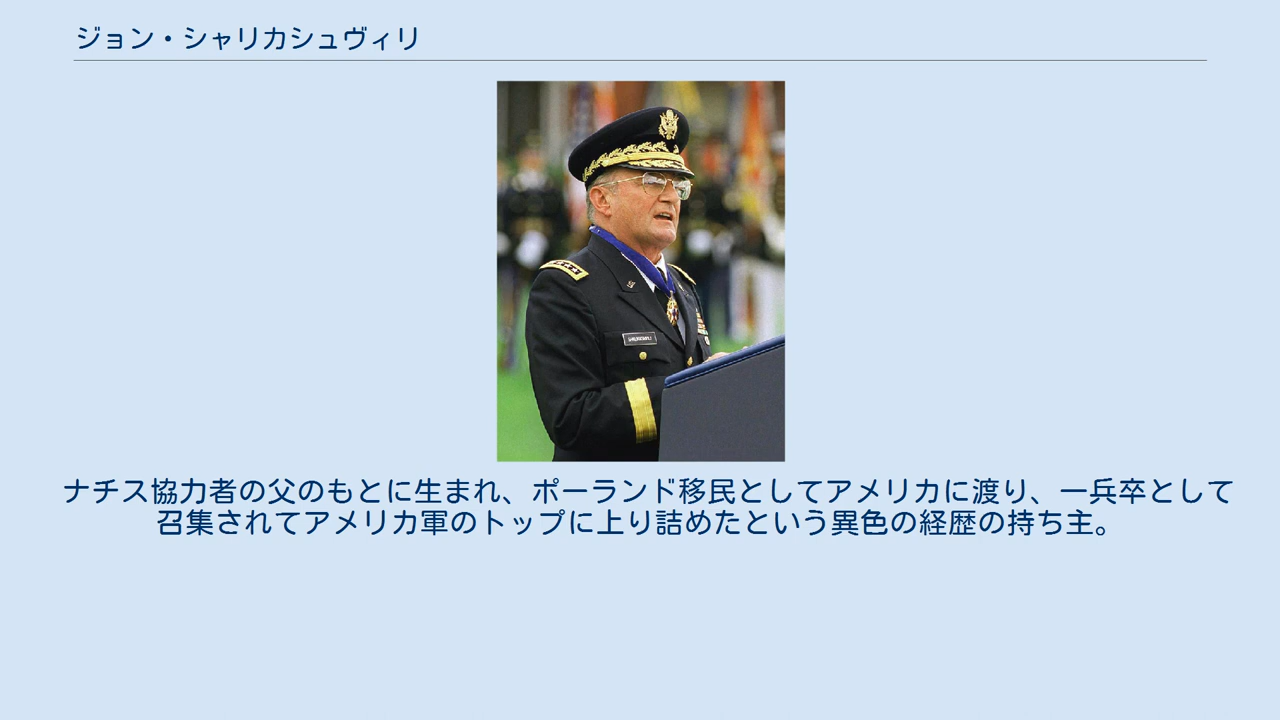 ジョン・シャリカシュヴィリ
ナチス協力者の父のもとに生まれ、ポーランド移民としてアメリカに渡り、一兵卒として
召集されてアメリカ軍のトップに上り詰めたという異色の経歴の持ち主。